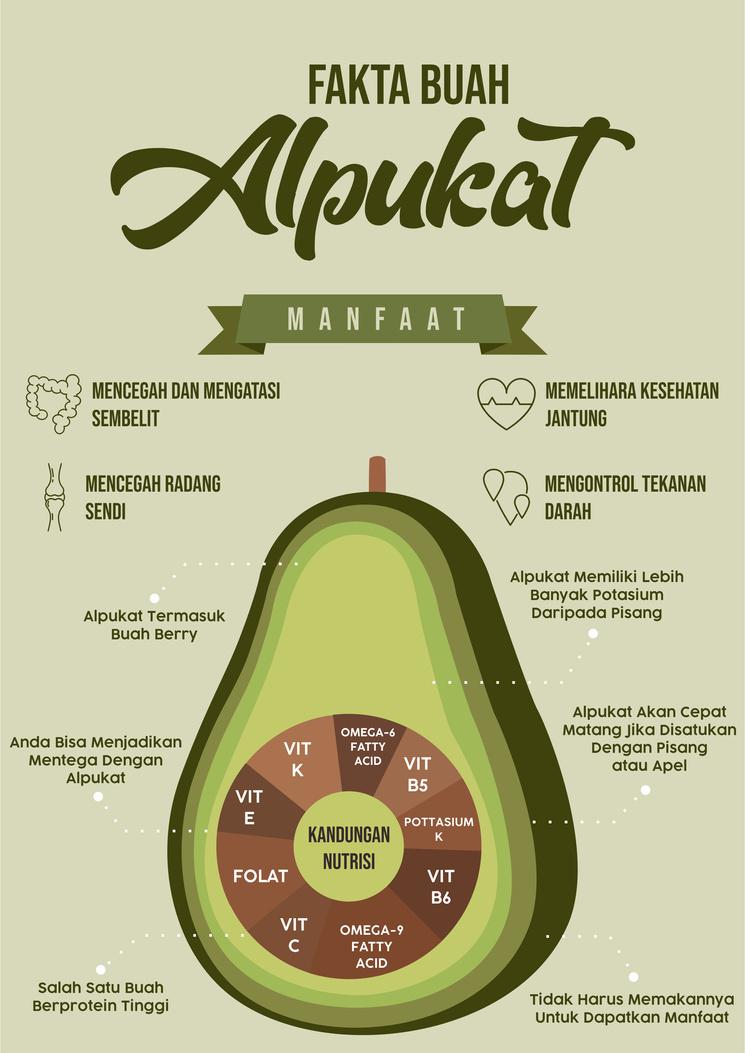 FAKTA BUAH
Alpukat
MANFAAT
MENCEGAH DAN MENGATASI
SEMBELIT
MEMELIHARA KESEHATAN
JANTUNG
MENCEGAH RADANG
SENDI
MENGONTROL TEKANAN
DARAH
Alpukat Termasuk
Buah Berry
Alpukat Memiliki Lebih
Banyak Potasium
Daripada Pisang
Anda Bisa Menjadikan
Mentega Dengan
Alpukat
Alpukat Akan Cepat
Matang Jika Disatukan
Dengan Pisang
atau Apel
KANDUNGAN
NUTRISI
OMEGA-6
FATTY
ACID
VIT
B5
POTTASIUM
K
VIT
B6
OMEGA-9
FATTY
ACID
VIT
C
FOLAT
VIT
E
VIT
K
Salah Satu Buah
Berprotein Tinggi
Tidak Harus Memakannya
Untuk Dapatkan Manfaat